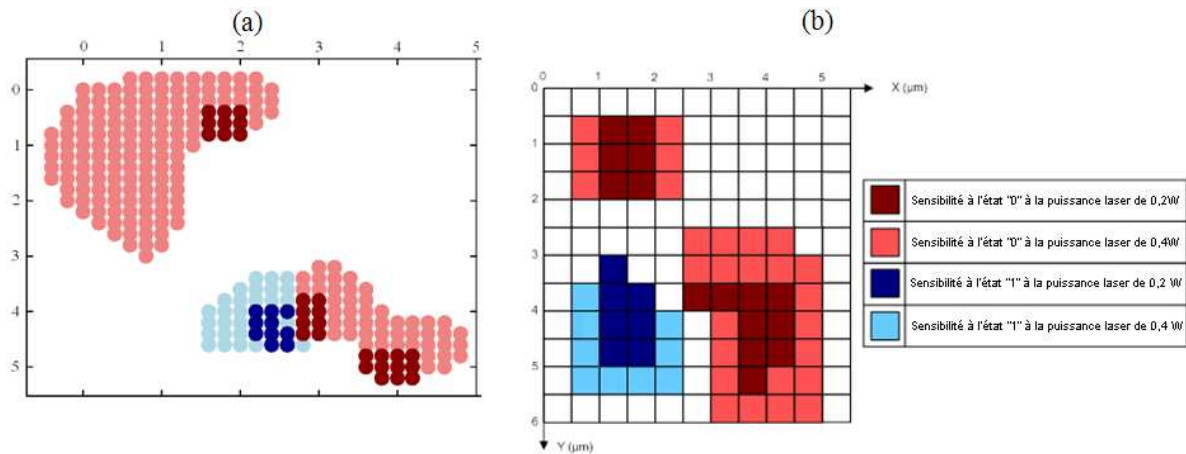 (a)
(b)
0 1 2 3 4 5
0
1
2
3
4
5
0 1 2 3 4 5
X (µm)
0
1
2
3
4
5
6
Y (µm)
Sensibilité à l'état "0" à la puissance laser de 0,2W
Sensibilité à l'état "0" à la puissance laser de 0,4W
Sensibilité à l'état "1" à la puissance laser de 0,2 W
Sensibilité à l'état "1" à la puissance laser de 0,4 W